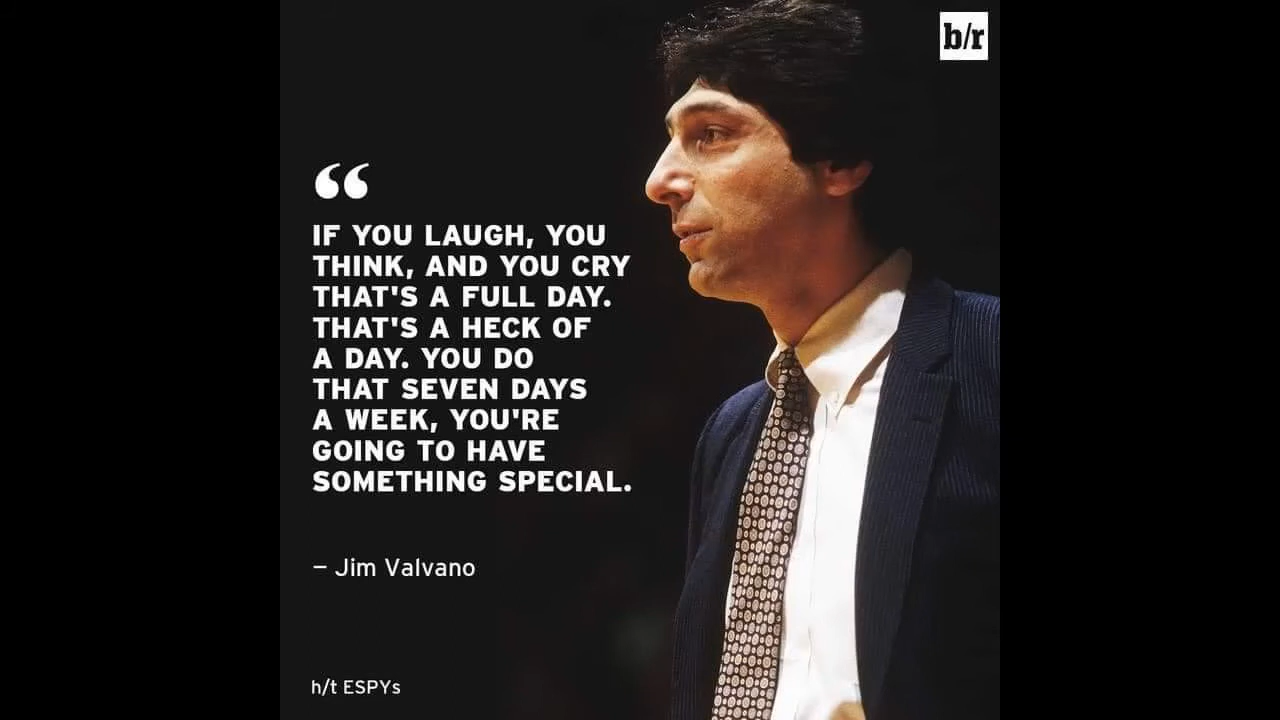 b/r
“
IF YOU LAUGH, YOU
THINK, AND YOU CRY
THAT'S A FULL DAY.
THAT'S A HECK OF
A DAY. YOU DO
THAT SEVEN DAYS
A WEEK, YOU'RE
GOING TO HAVE
SOMETHING SPECIAL.
– Jim Valvano
h/t ESPYs